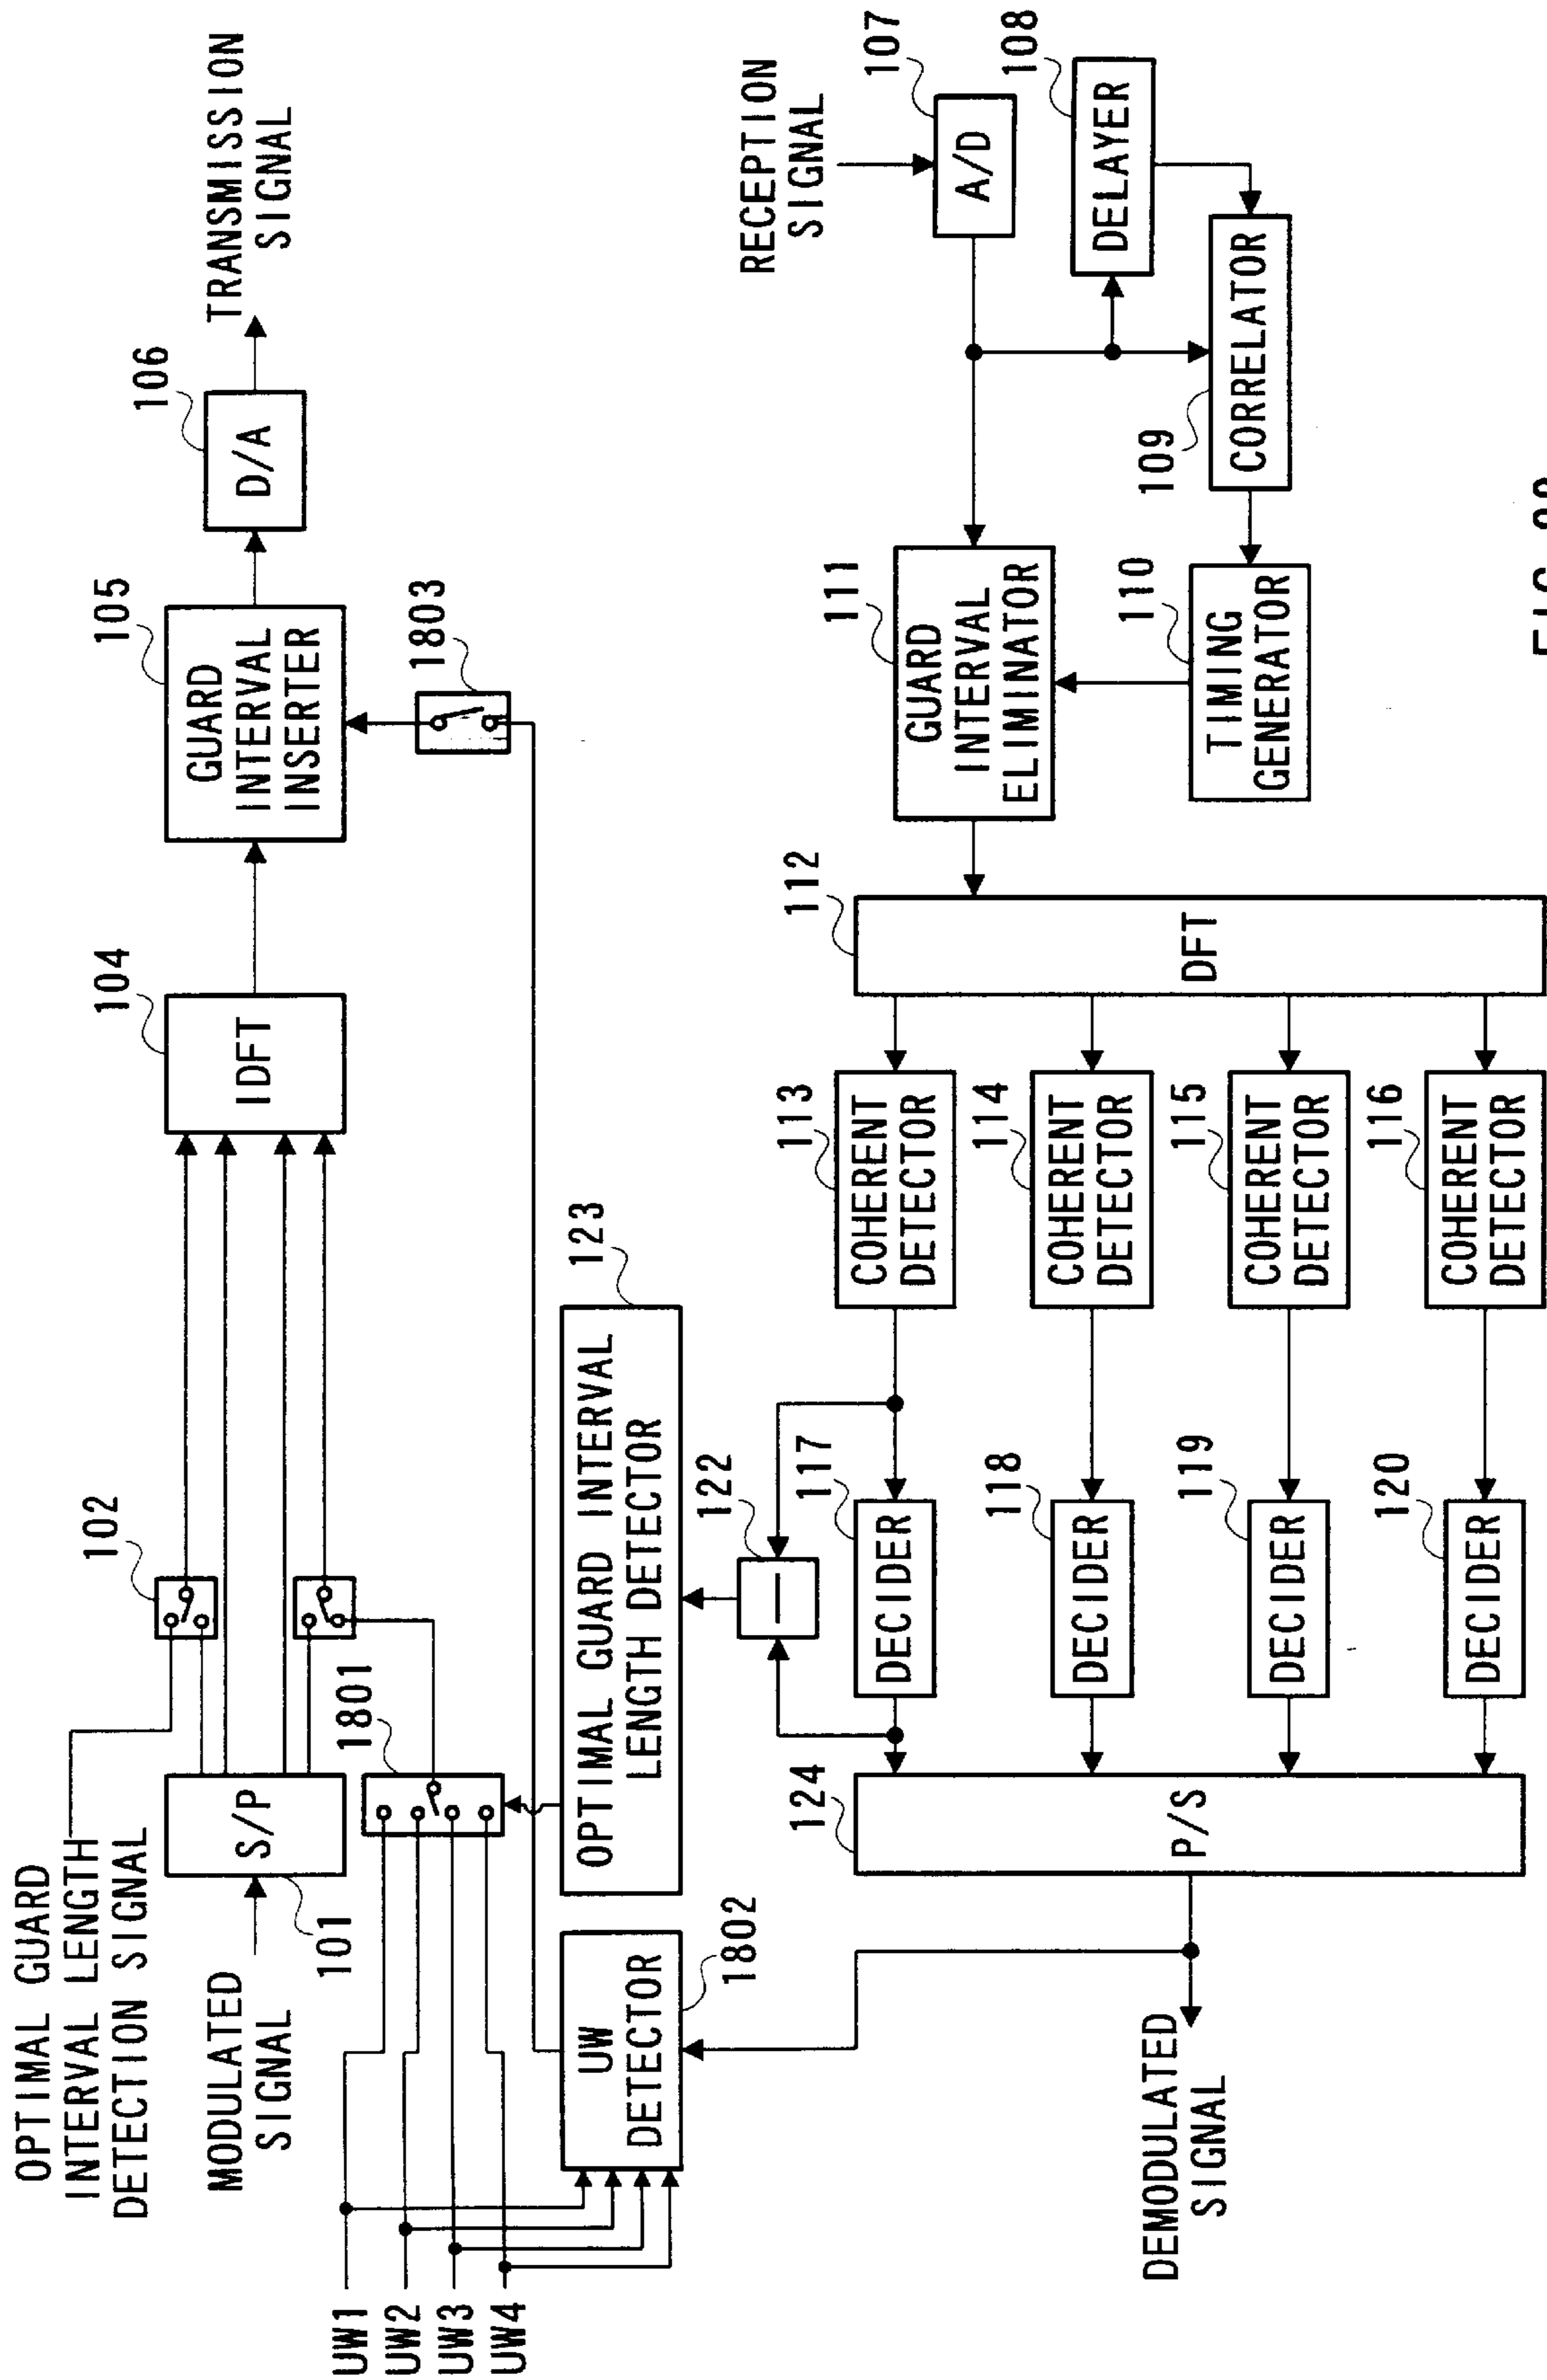 OPTIMAL GUARD
INTERVAL LENGTH
DETECTION SIGNAL
MODULATED
SIGNAL
101
S/P
102
104
IDFT
105
GUARD
INTERVAL
INSERTER
106
D/A
TRANSMISSION
SIGNAL
1803
1801
UW1
UW2
UW3
UW4
UW
DETECTOR
1802
123
OPTIMAL GUARD INTERVAL
LENGTH DETECTOR
122
RECEPTION
SIGNAL
107
A/D
108
DELAYER
109
CORRELATOR
110
TIMING
GENERATOR
111
GUARD
INTERVAL
ELIMINATOR
112
DFT
113
COHERENT
DETECTOR
114
COHERENT
DETECTOR
115
COHERENT
DETECTOR
116
COHERENT
DETECTOR
117
DECIDER
118
DECIDER
119
DECIDER
120
DECIDER
124
P/S
DEMODULATED
SIGNAL